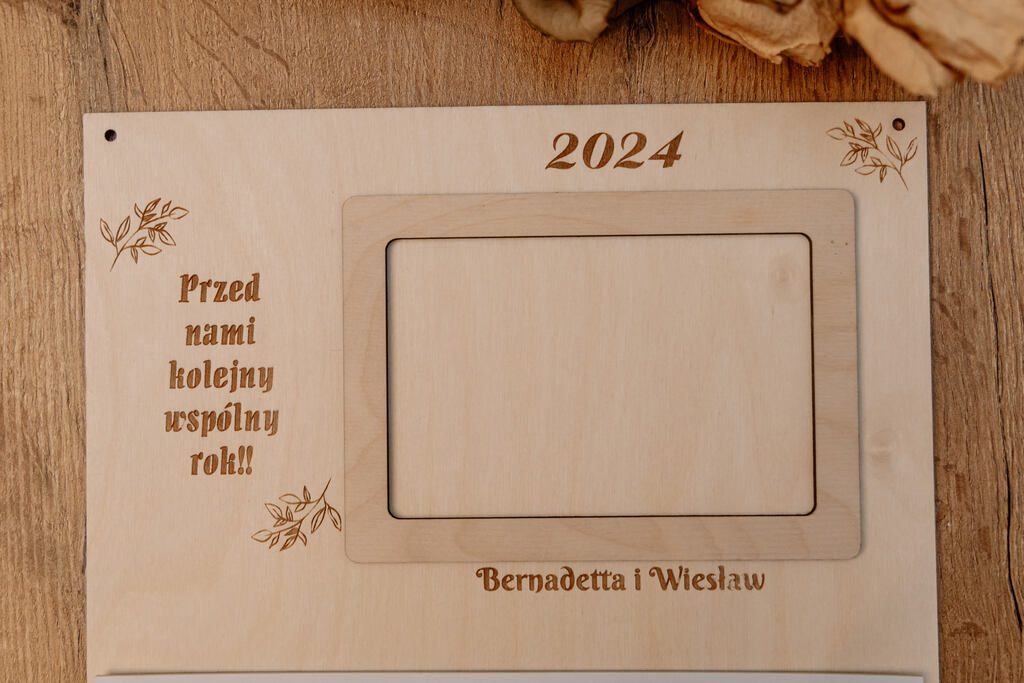 2024
Przed
nami
kolejny
wspólny
rok!!
Bernadetta i Wiesław